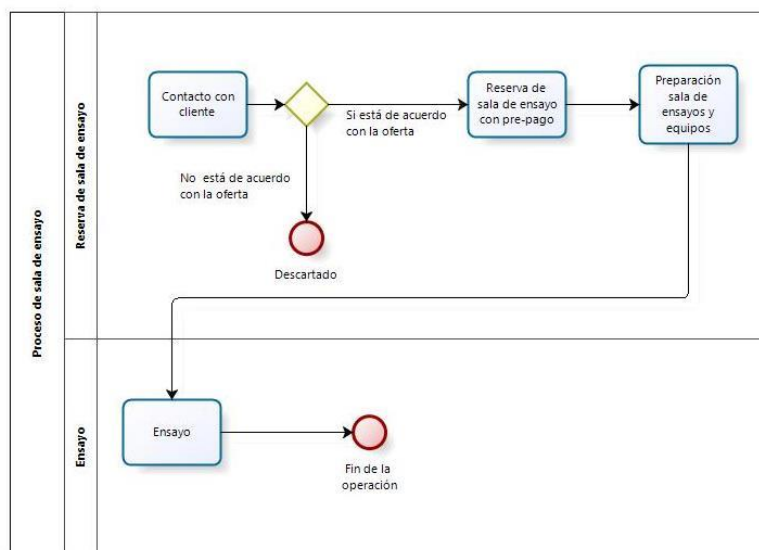 Proceso de sala de ensayo
Reserva de sala de ensayo
Contacto con
cliente
Si está de acuerdo
con la oferta
Reserva de
sala de ensayo
con pre-pago
Preparación
sala de
ensayos y
equipos
No está de acuerdo
con la oferta
Descartado
Ensayo
Ensayo
Fin de la
operación